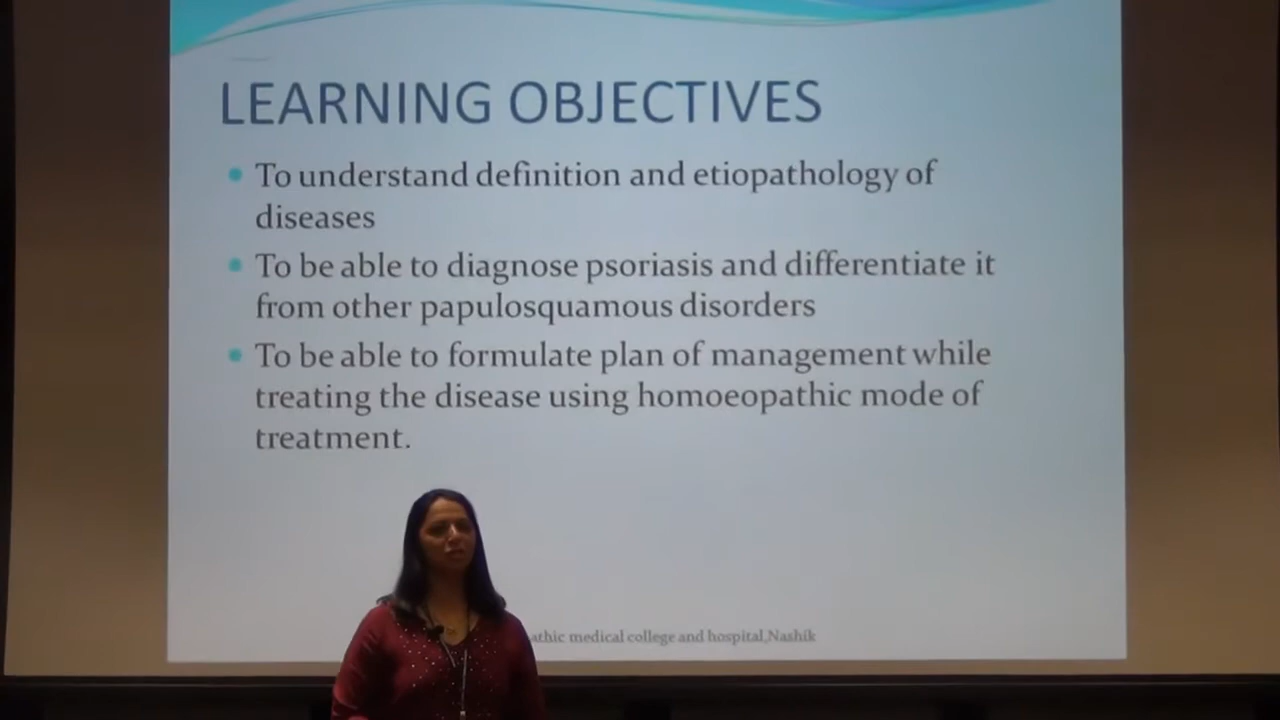 LEARNING OBJECTIVES
To understand definition and etiopathology of
diseases
To be able to diagnose psoriasis and differentiate it
from other papulosquamous disorders
To be able to formulate plan of management while
treating the disease using homoeopathic mode of
treatment.
medical college and hospital,Nashik